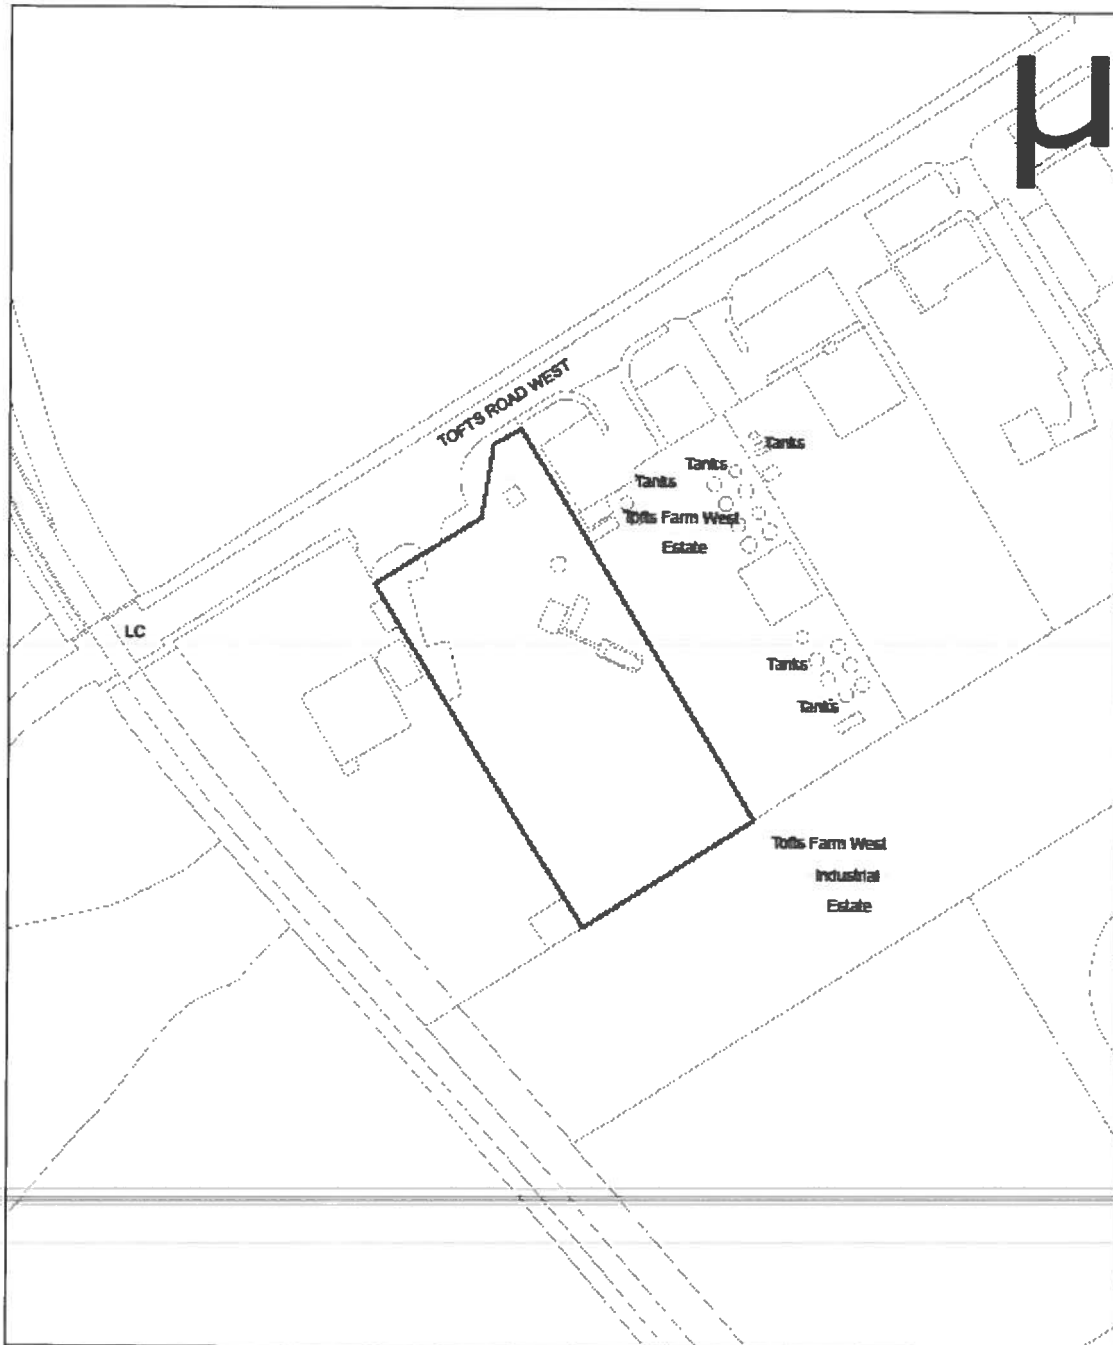 µ
TOFTS ROAD WEST
Tanks
Tanks
Tanks
Tofts Farm West
Estate
LC
Tanks
Tanks
Tofts Farm West
Industrial
Estate